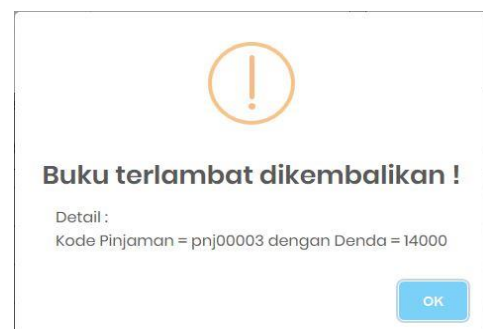 Buku terlambat dikembalikan !
Detail :
Kode Pinjaman = pnj00003 dengan Denda = 14000
OK